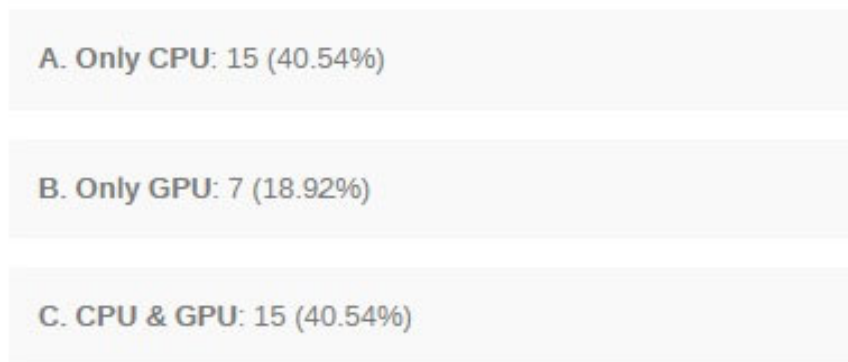 A. Only CPU: 15 (40.54%)
B. Only GPU: 7 (18.92%)
C. CPU & GPU: 15 (40.54%)